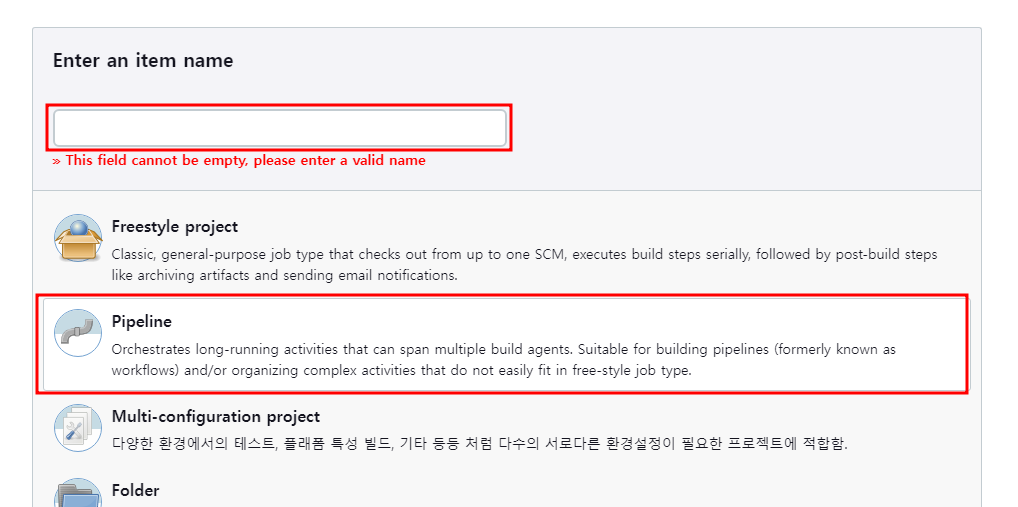 Enter an item name
» This field cannot be empty, please enter a valid name
Freestyle project
Classic, general-purpose job type that checks out from up to one SCM, executes build steps serially, followed by post-build steps
like archiving artifacts and sending email notifications.
Pipeline
Orchestrates long-running activities that can span multiple build agents. Suitable for building pipelines (formerly known as
workflows) and/or organizing complex activities that do not easily fit in free-style job type.
Multi-configuration project
다양한 환경에서의 테스트, 플래폼 특성 빌드, 기타 등등 처럼 다수의 서로다른 환경설정이 필요한 프로젝트에 적합함.
Folder